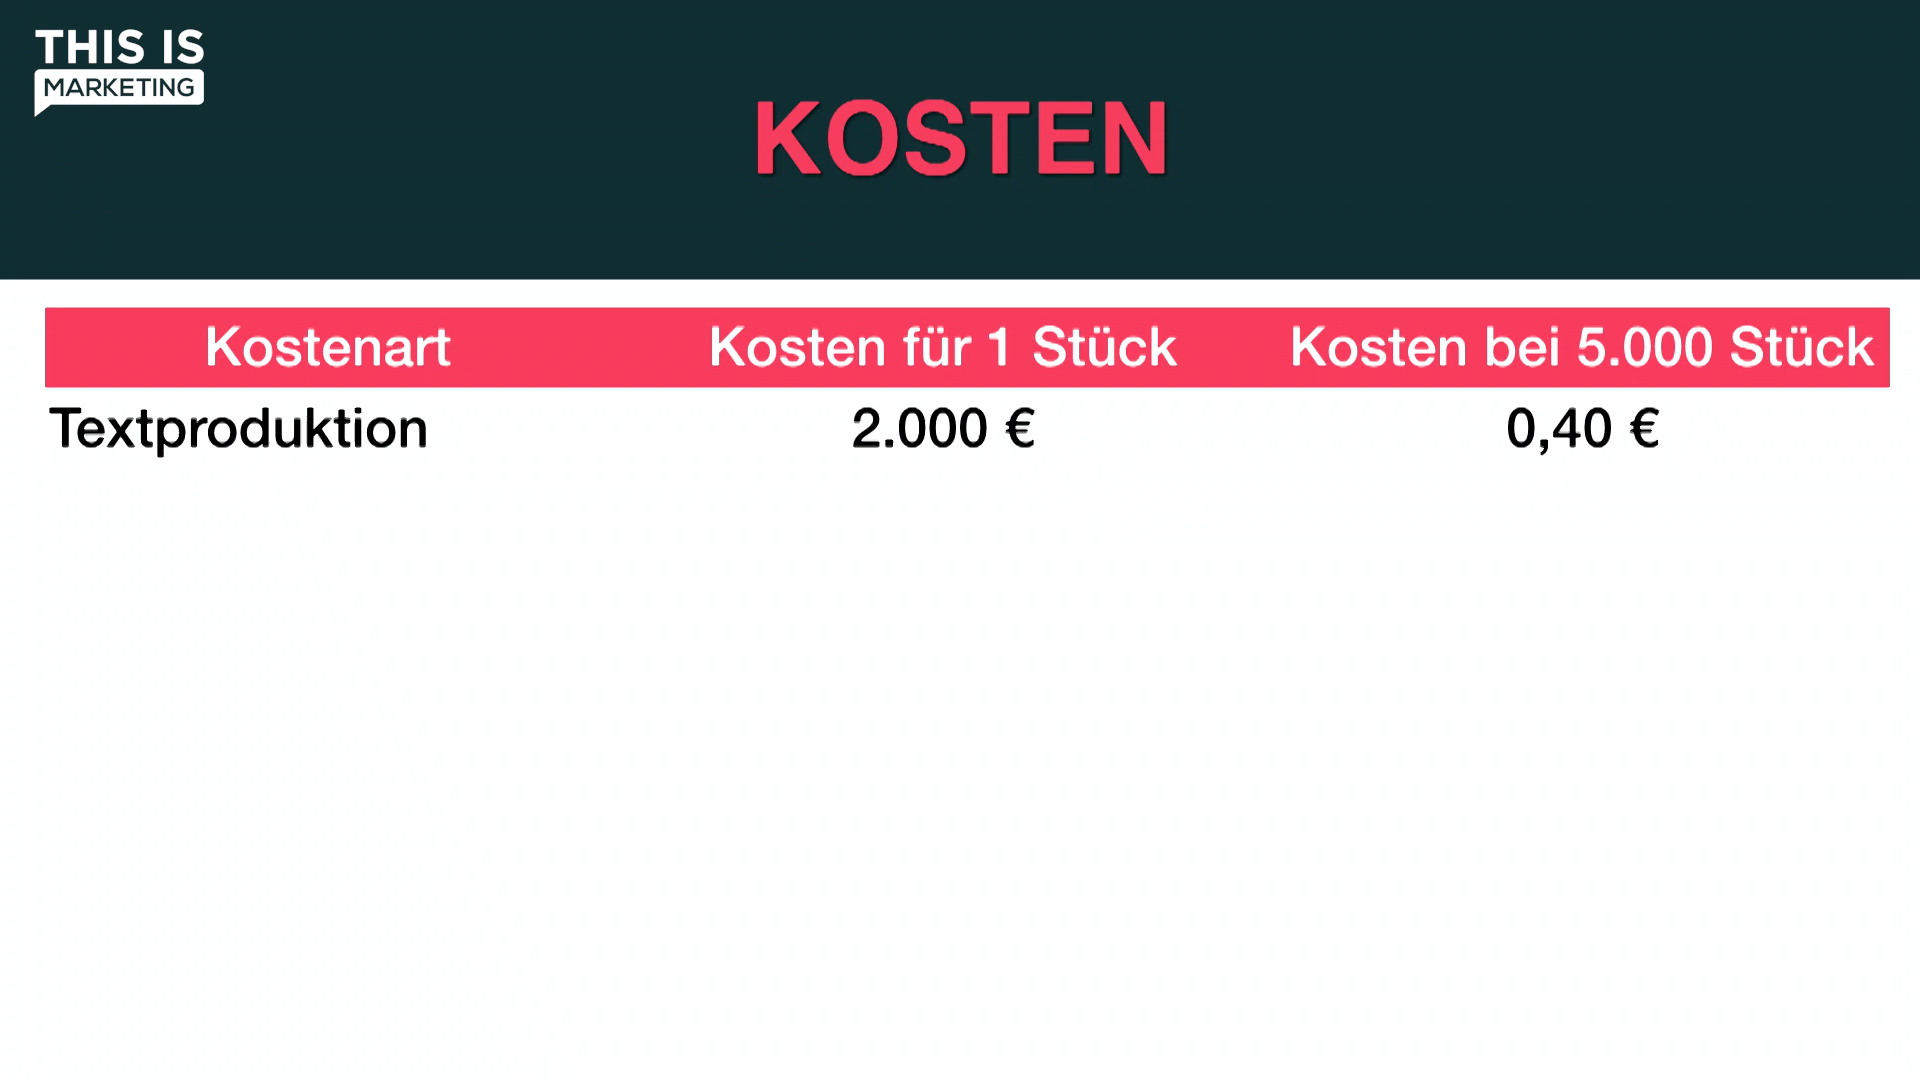 THIS IS
MARKETING
KOSTEN
Kostenart Kosten für 1 Stück Kosten bei 5.000 Stück
Textproduktion 2.000 € 0,40 €